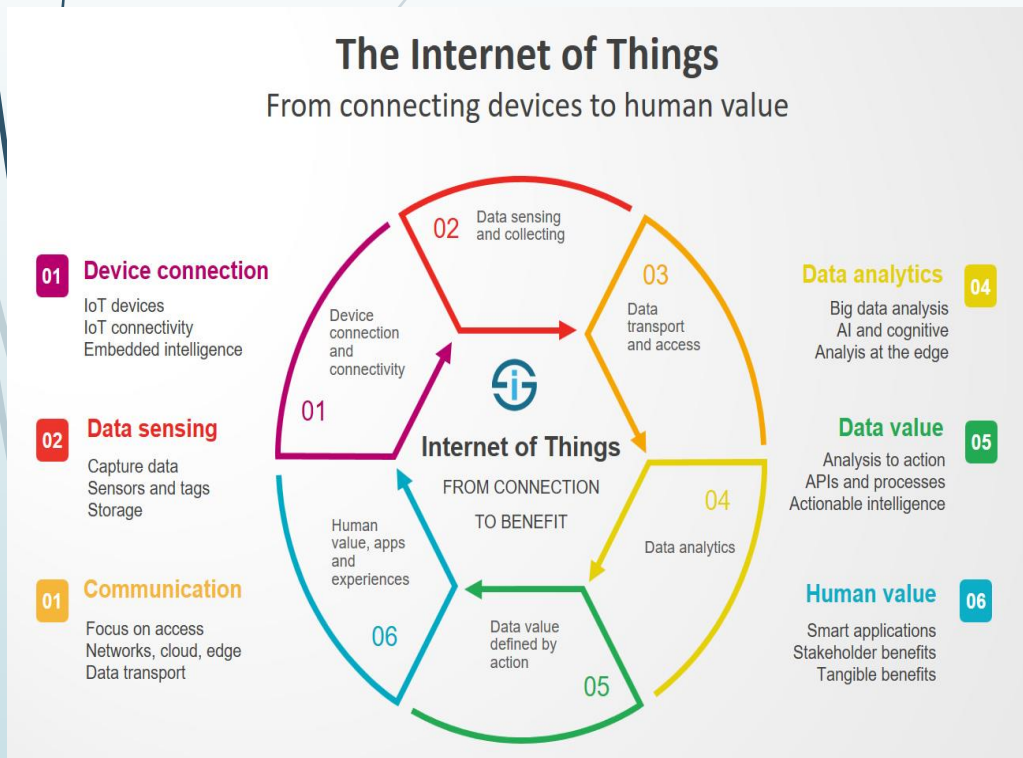 The Internet of Things
From connecting devices to human value
01 Device connection
IoT devices
IoT connectivity
Embedded intelligence
02 Data sensing
Capture data
Sensors and tags
Storage
01 Communication
Focus on access
Networks, cloud, edge
Data transport
02 Data sensing
and collecting
03
Data
transport
and access
Device
connection
and
connectivity
01
SiG
Internet of Things
FROM CONNECTION
TO BENEFIT
04
Data analytics
Human
value, apps
and
experiences
06
Data value
defined by
action
05
Data analytics 04
Big data analysis
AI and cognitive
Analyis at the edge
Data value 05
Analysis to action
APIs and processes
Actionable intelligence
Human value 06
Smart applications
Stakeholder benefits
Tangible benefits